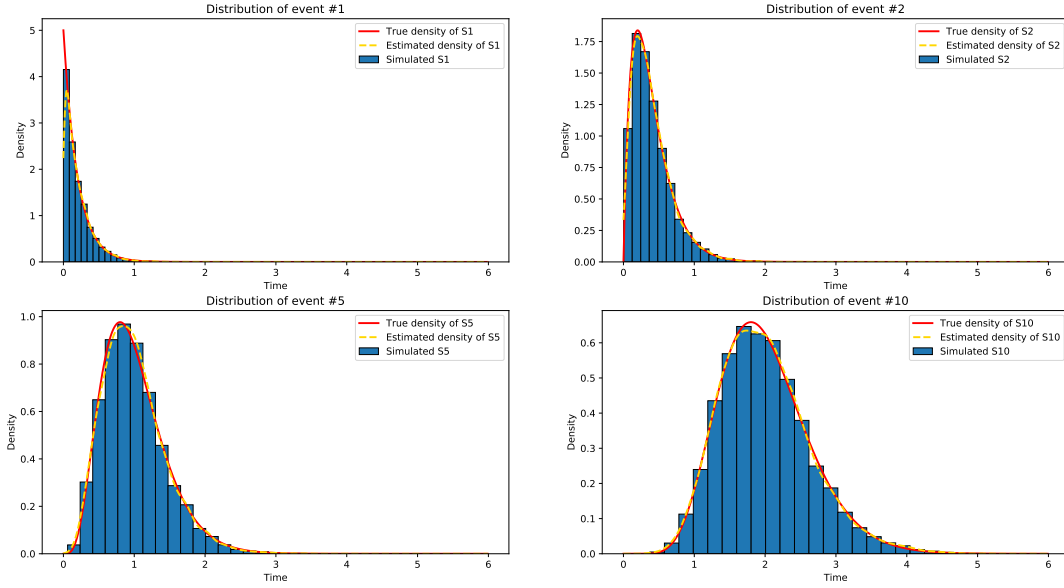 Distribution of event #1
5
4
3
2
1
0
Density
True density of S1
Estimated density of S1
Simulated S1
0 1 2 3 4 5 6
Time
Distribution of event #2
1.75
1.50
1.25
1.00
0.75
0.50
0.25
0.00
Density
True density of S2
Estimated density of S2
Simulated S2
0 1 2 3 4 5 6
Time
Distribution of event #5
1.0
0.8
0.6
0.4
0.2
0.0
Density
True density of S5
Estimated density of S5
Simulated S5
0 1 2 3 4 5 6
Time
Distribution of event #10
0.6
0.5
0.4
0.3
0.2
0.1
0.0
Density
True density of S10
Estimated density of S10
Simulated S10
0 1 2 3 4 5 6
Time